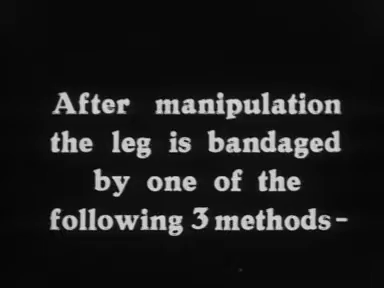 After manipulation
the leg is bandaged
by one of the
following 3 methods-